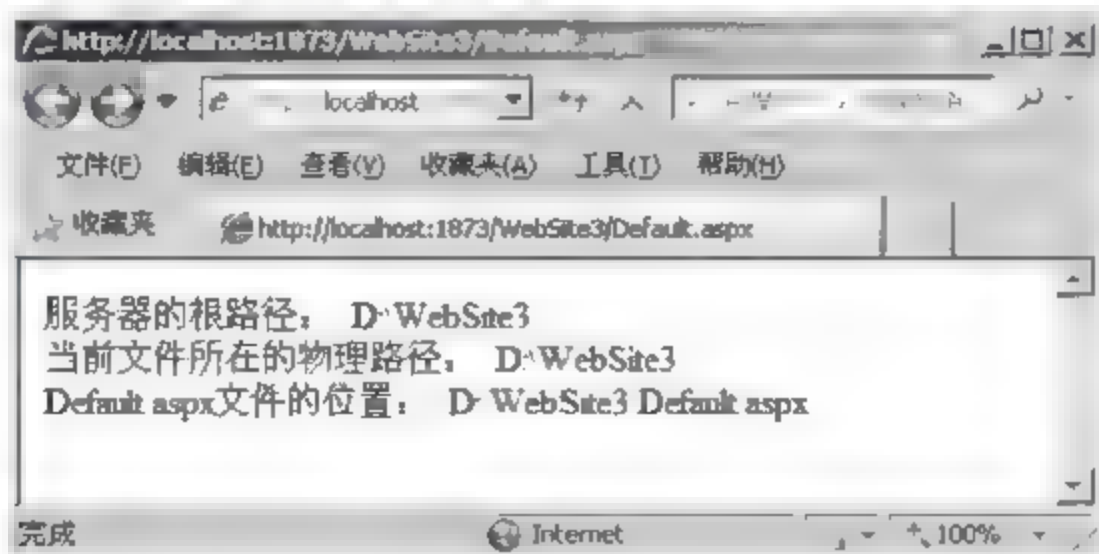 http://localhost:1873/WebSite3/Default
localhost
文件(F) 编辑(E) 查看(V) 收藏夹(A) 工具(T) 帮助(H)
收藏夹 http://localhost:1873/WebSite3/Default.aspx
服务器的根路径： D:\WebSite3
当前文件所在的物理路径： D:\WebSite3
Default.aspx文件的位置： D:\WebSite3\Default.aspx
完成 Internet 100%